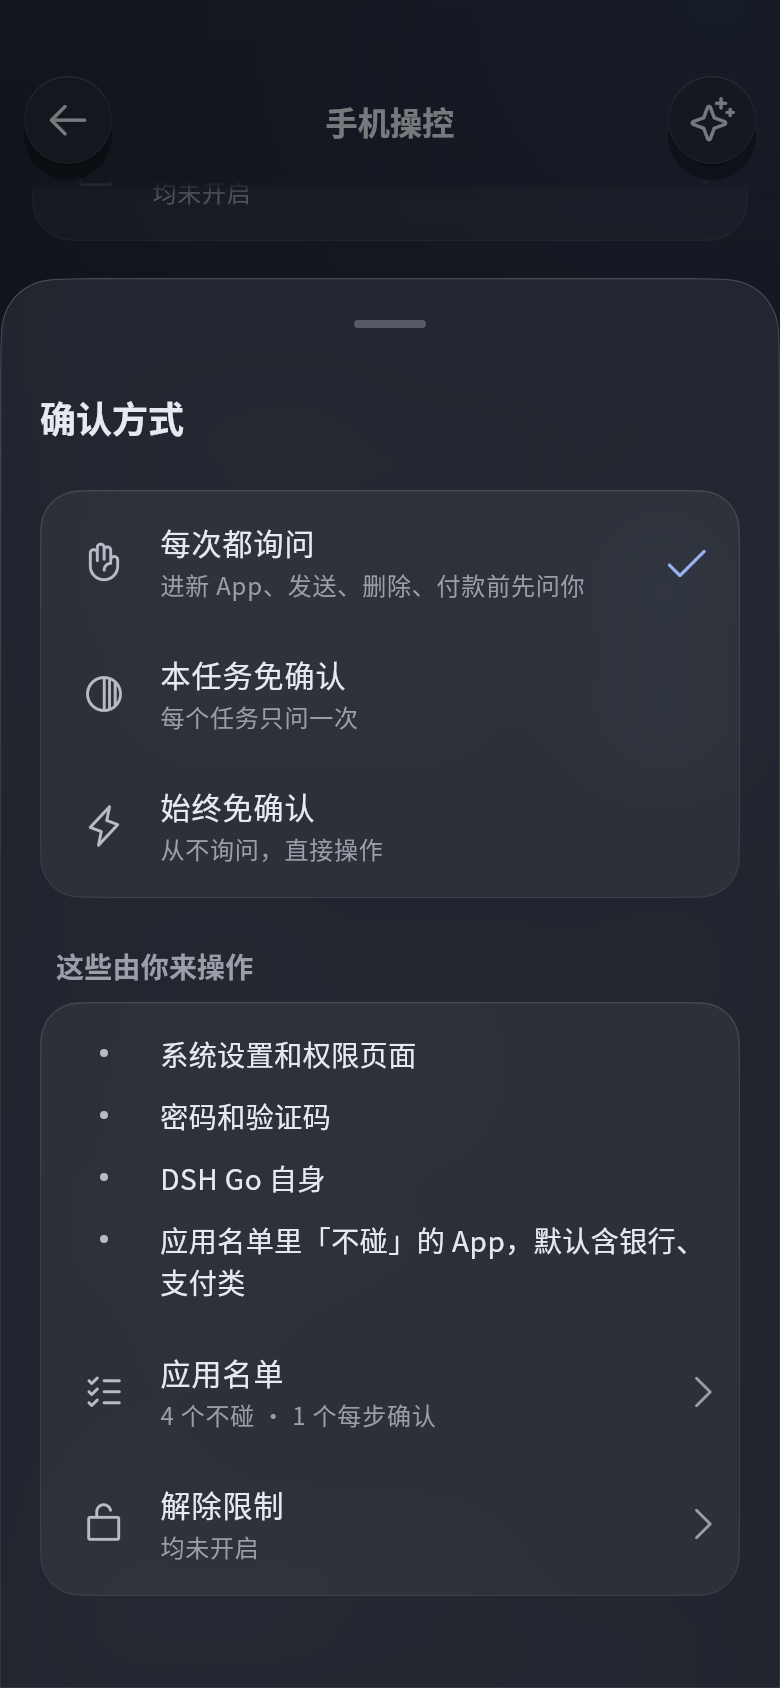 手机操控
均未开启
确认方式
每次都询问
进新 App、发送、删除、付款前先问你
本任务免确认
每个任务只问一次
始终免确认
从不询问，直接操作
这些由你来操作
• 系统设置和权限页面
• 密码和验证码
• DSH Go 自身
• 应用名单里「不碰」的 App，默认含银行、
支付类
应用名单
4 个不碰 · 1 个每步确认
解除限制
均未开启